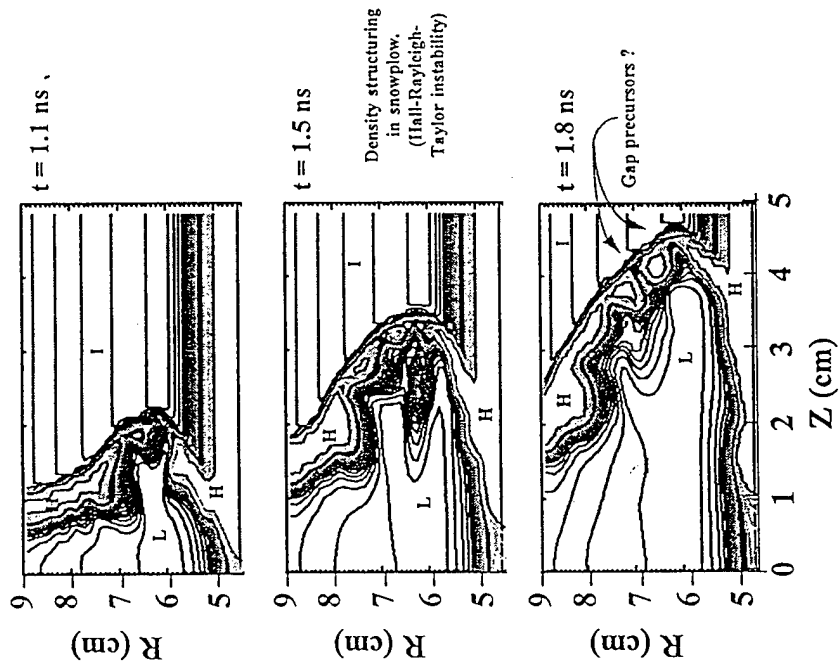 t = 1.1 ns
R (cm)
9
8
7
6
5
I
L
H
t = 1.5 ns
Density structuring
in snowplow.
(Hall-Rayleigh-
Taylor instability)
R (cm)
9
8
7
6
5
I
H
L
H
t = 1.8 ns
Gap precursors ?
R (cm)
9
8
7
6
5
I
H
L
H
0
1
2
3
4
5
Z (cm)